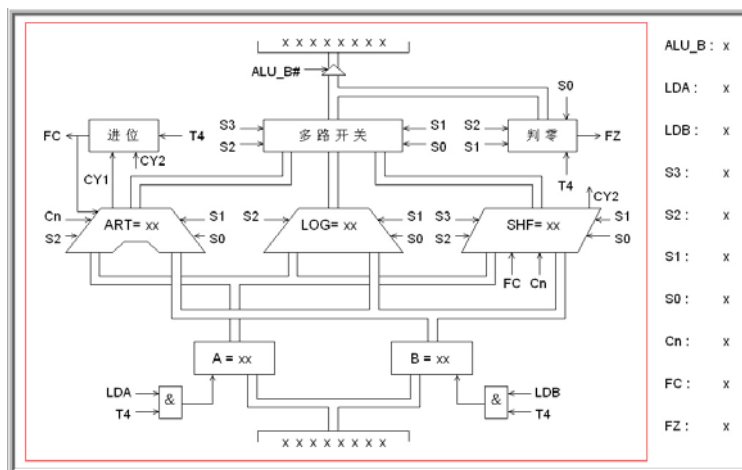 X X X X X X X X
ALU_B#
S0
FC 进位 T4 S3 多路开关 S1 S2 判零 FZ
S2 S0 S1
CY1 CY2 T4
CY2
Cn ART= xx S1 S2 LOG= xx S1 S3 SHF= xx S1
S2 S0 S0 S2 S0
FC Cn
A = xx B = xx
LDA & & LDB
T4 T4
X X X X X X X X
ALU_B : x
LDA : x
LDB : x
S3 : x
S2 : x
S1 : x
S0 : x
Cn : x
FC : x
FZ : x